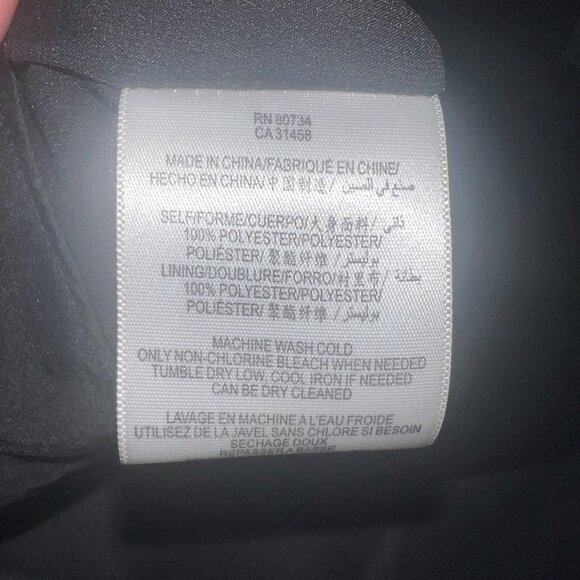 RN 80734
CA 31458
MADE IN CHINA/FABRIQUÉ EN CHINE/
HECHO EN CHINA/中国制造/ صنع في الصين
SELF/FORME/CUERPO/大身面料/ ذاتي
100% POLYESTER/POLYESTER/
POLIÉSTER/ 聚酯纤维 / بوليستر
LINING/DOUBLURE/FORRO/衬里布/ بطانة
100% POLYESTER/POLYESTER/
POLIÉSTER/ 聚酯纤维 / بوليستر
MACHINE WASH COLD
ONLY NON-CHLORINE BLEACH WHEN NEEDED
TUMBLE DRY LOW, COOL IRON IF NEEDED
CAN BE DRY CLEANED
LAVAGE EN MACHINE A L'EAU FROIDE
UTILISEZ DE LA JAVEL SANS CHLORE SI BESOIN
SECHAGE DOUX
REPASSER A BASSE